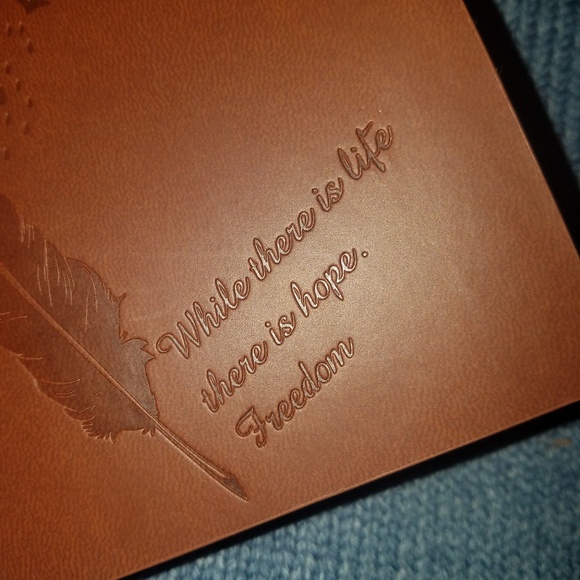 While there is life
there is hope.
Freedom